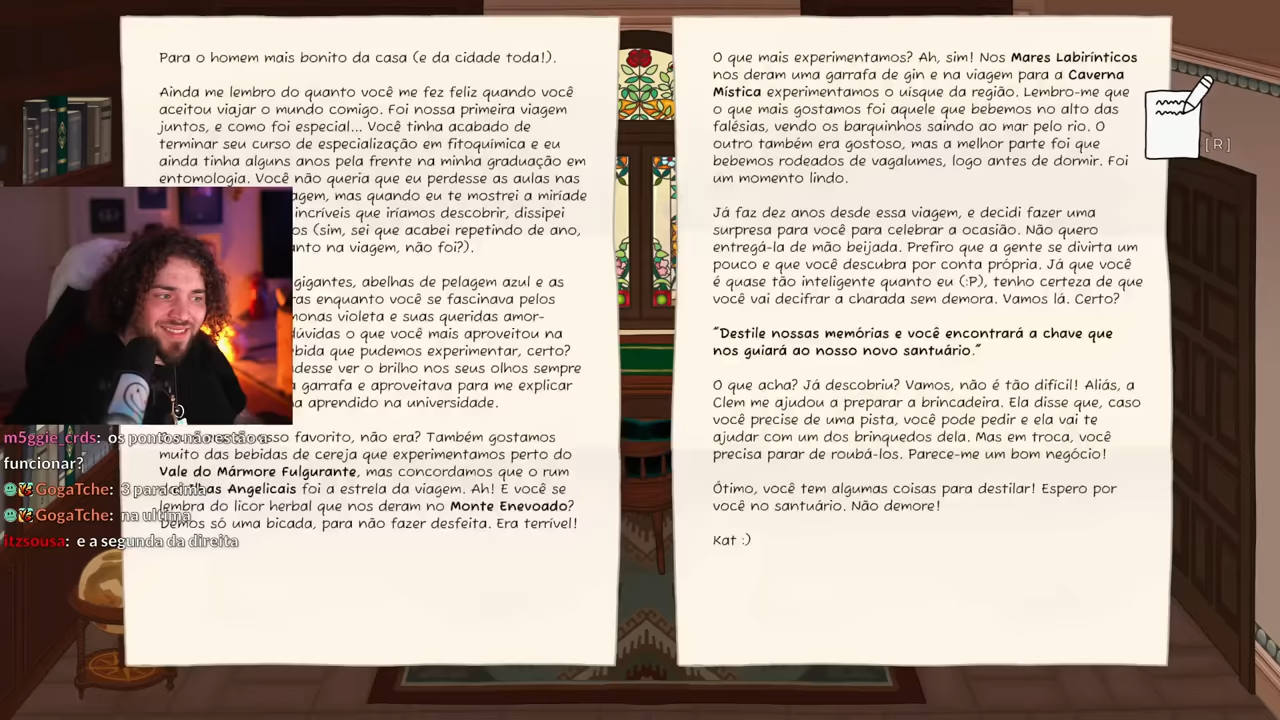 Para o homem mais bonito da casa (e da cidade toda!).
Ainda me lembro do quanto você me fez feliz quando você
aceitou viajar o mundo comigo. Foi nossa primeira viagem
juntos, e como foi especial... Você tinha acabado de
terminar seu curso de especialização em fitoquímica e eu
ainda tinha alguns anos pela frente na minha graduação em
entomologia. Você não queria que eu perdesse as aulas nas
agem, mas quando eu te mostrei a miríade
incríveis que iríamos descobrir, dissipei
os (sim, sei que acabei repetindo de ano,
anto na viagem, não foi?).
gigantes, abelhas de pelagem azul e as
ras enquanto você se fascinava pelos
monas violeta e suas queridas amor-
dúvidas o que você mais aproveitou na
bida que pudemos experimentar, certo?
desse ver o brilho nos seus olhos sempre
garrafa e aproveitava para me explicar
a aprendido na universidade.
sso favorito, não era? Também gostamos
muito das bebidas de cereja que experimentamos perto do
Vale do Mármore Fulgurante, mas concordamos que o rum
Ilhas Angelicais foi a estrela da viagem. Ah! E você se
lembra do licor herbal que nos deram no Monte Enevoado?
Demos só uma bicada, para não fazer desfeita. Era terrível!
O que mais experimentamos? Ah, sim! Nos Mares Labirínticos
nos deram uma garrafa de gin e na viagem para a Caverna
Mística experimentamos o uísque da região. Lembro-me que
o que mais gostamos foi aquele que bebemos no alto das
falésias, vendo os barquinhos saindo ao mar pelo rio. O
outro também era gostoso, mas a melhor parte foi que
bebemos rodeados de vagalumes, logo antes de dormir. Foi
um momento lindo.
Já faz dez anos desde essa viagem, e decidi fazer uma
surpresa para você para celebrar a ocasião. Não quero
entregá-la de mão beijada. Prefiro que a gente se divirta um
pouco e que você descubra por conta própria. Já que você
é quase tão inteligente quanto eu (:P), tenho certeza de que
você vai decifrar a charada sem demora. Vamos lá. Certo?
"Destile nossas memórias e você encontrará a chave que
nos guiará ao nosso novo santuário."
O que acha? Já descobriu? Vamos, não é tão difícil! Aliás, a
Clem me ajudou a preparar a brincadeira. Ela disse que, caso
você precise de uma pista, você pode pedir e ela vai te
ajudar com um dos brinquedos dela. Mas em troca, você
precisa parar de roubá-los. Parece-me um bom negócio!
Ótimo, você tem algumas coisas para destilar! Espero por
você no santuário. Não demore!
Kat :)
[R]
m5ggie_crds: os pontos não estão a
funcionar?
GogaTche: 3 para cima
GogaTche: na ultima
itzsousa: e a segunda da direita